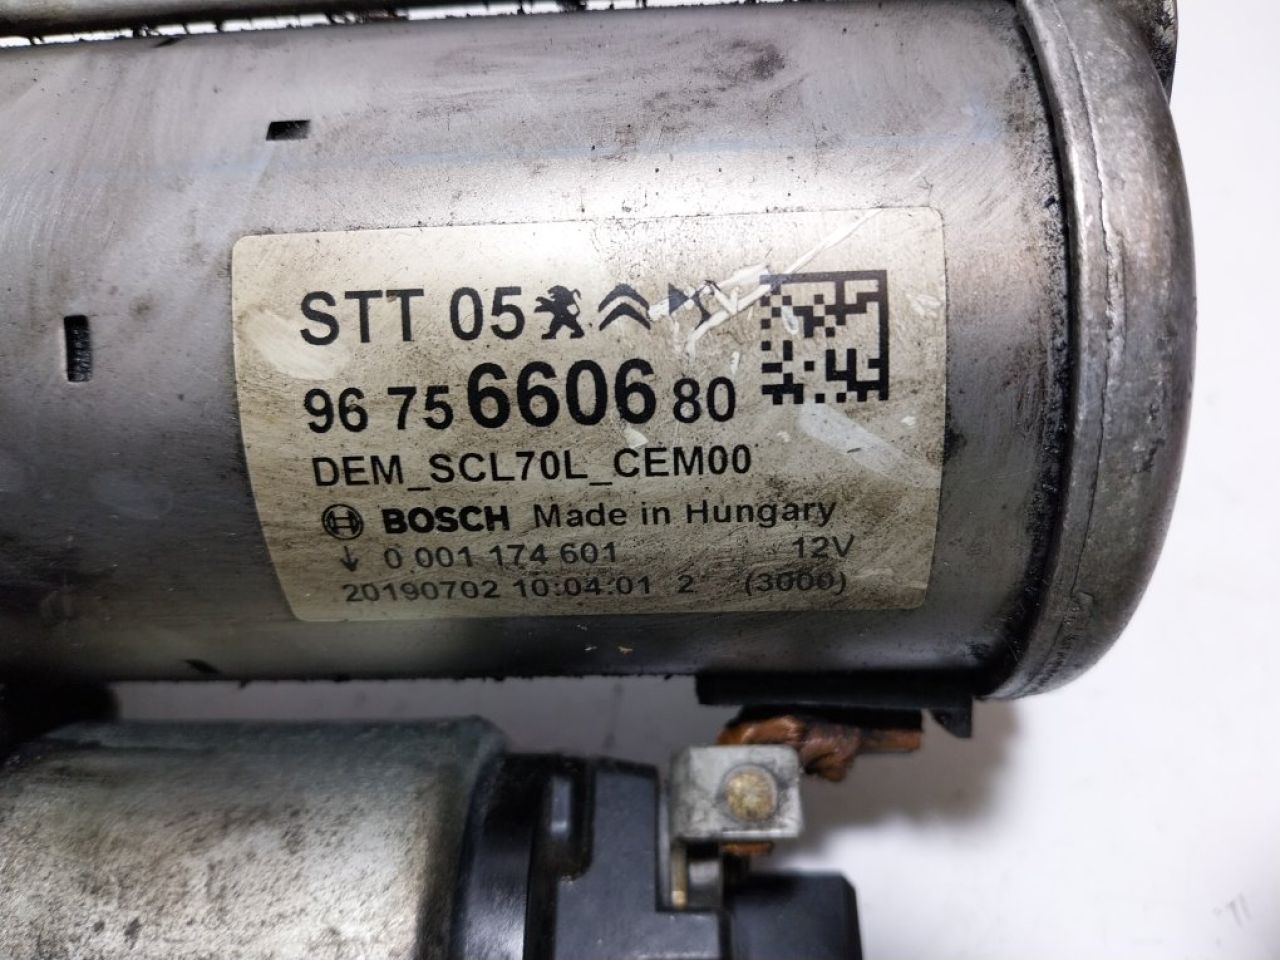 STT 05
96 75 6606 80
DEM_SCL70L_CEM00
BOSCH Made in Hungary
↓ 0 001 174 601 12V
20190702 10:04:01 2 (3000)